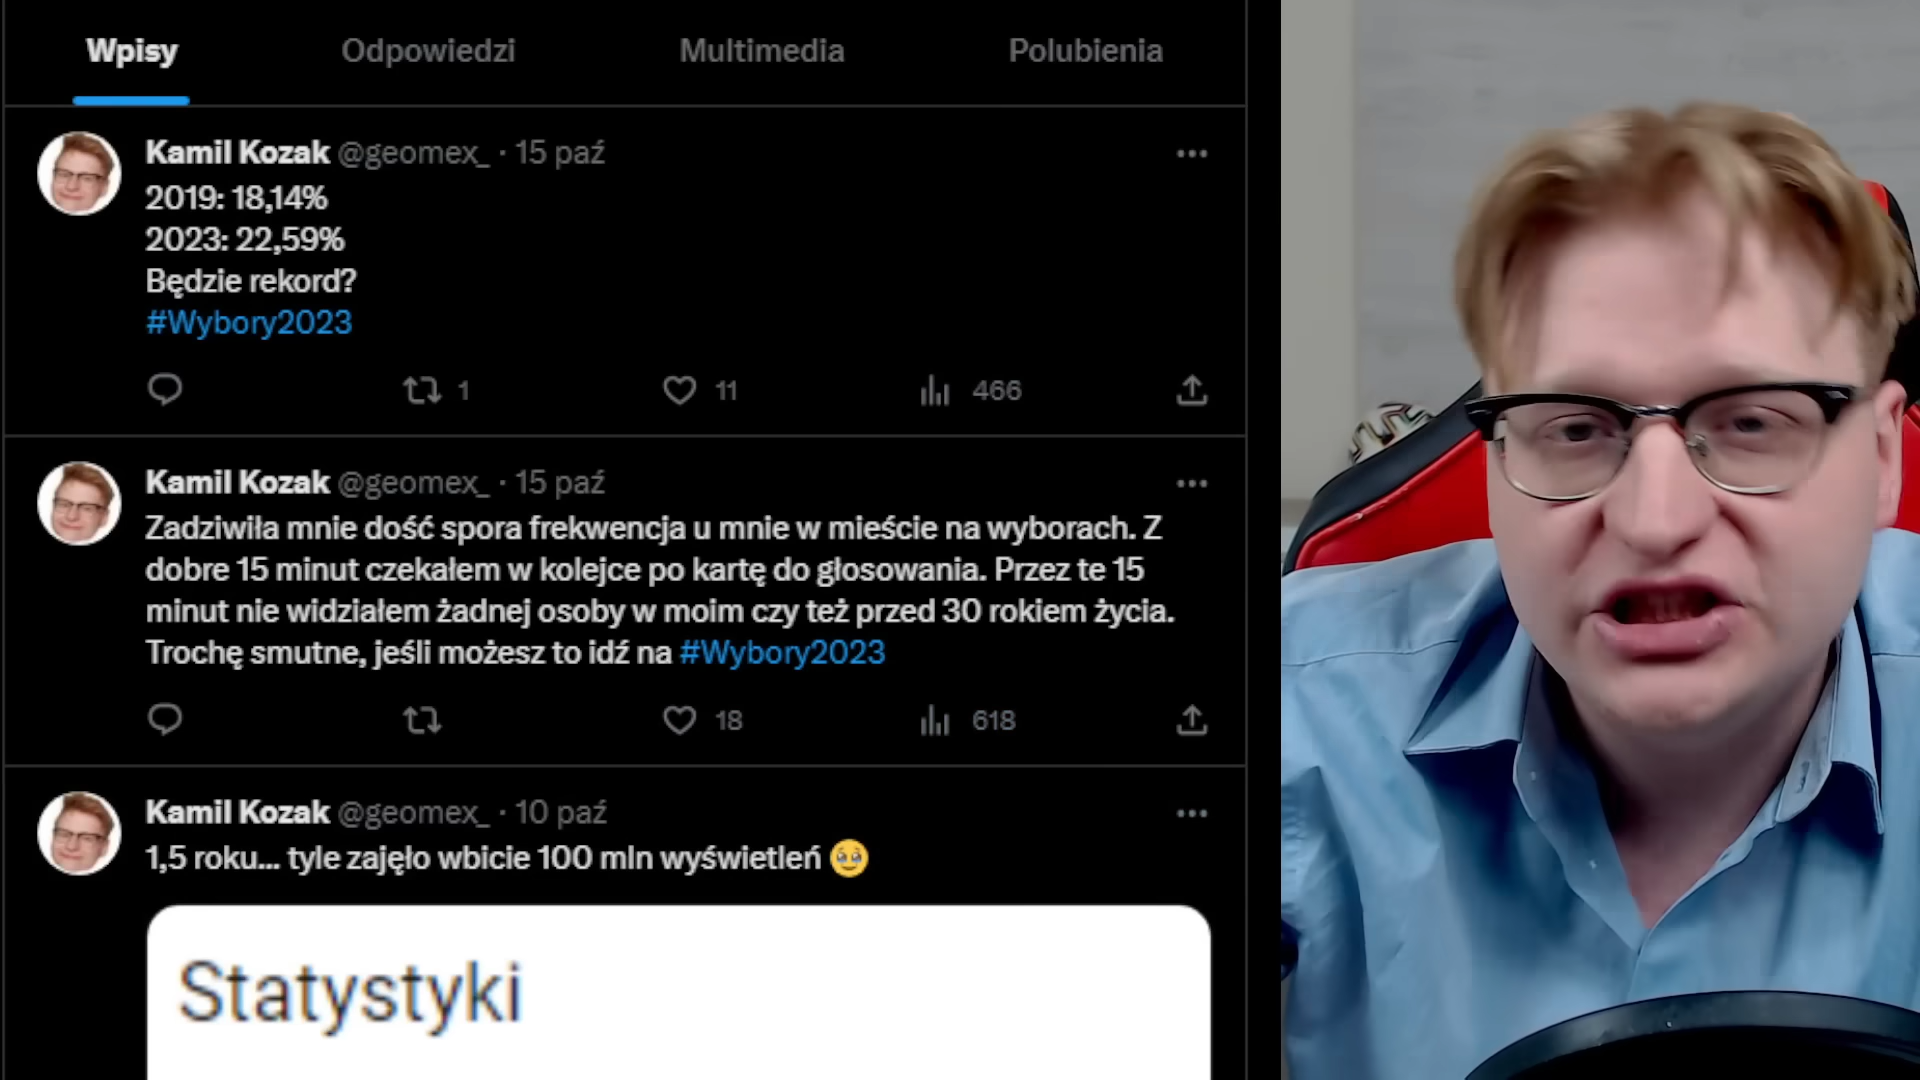 Wpisy Odpowiedzi Multimedia Polubienia
Kamil Kozak @geomex_ · 15 paź
2019: 18,14%
2023: 22,59%
Będzie rekord?
#Wybory2023
1 11 466
Kamil Kozak @geomex_ · 15 paź
Zadziwiła mnie dość spora frekwencja u mnie w mieście na wyborach. Z
dobre 15 minut czekałem w kolejce po kartę do głosowania. Przez te 15
minut nie widziałem żadnej osoby w moim czy też przed 30 rokiem życia.
Trochę smutne, jeśli możesz to idź na #Wybory2023
18 618
Kamil Kozak @geomex_ · 10 paź
1,5 roku... tyle zajęło wbicie 100 mln wyświetleń 🥹
Statystyki